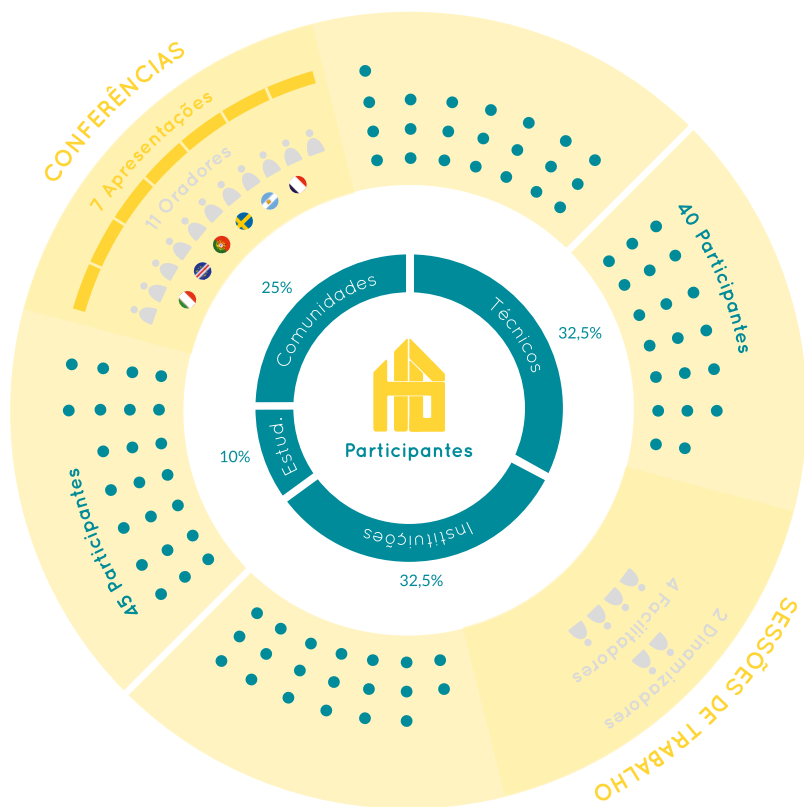 CONFERÊNCIAS
7 Apresentações
11 Oradores
40 Participantes
25%
Comunidades
Técnicos
32,5%
Participantes
10%
Estud.
Instituições
32,5%
45 Participantes
4 Facilitadores
2 Dinamizadores
SESSÕES DE TRABALHO